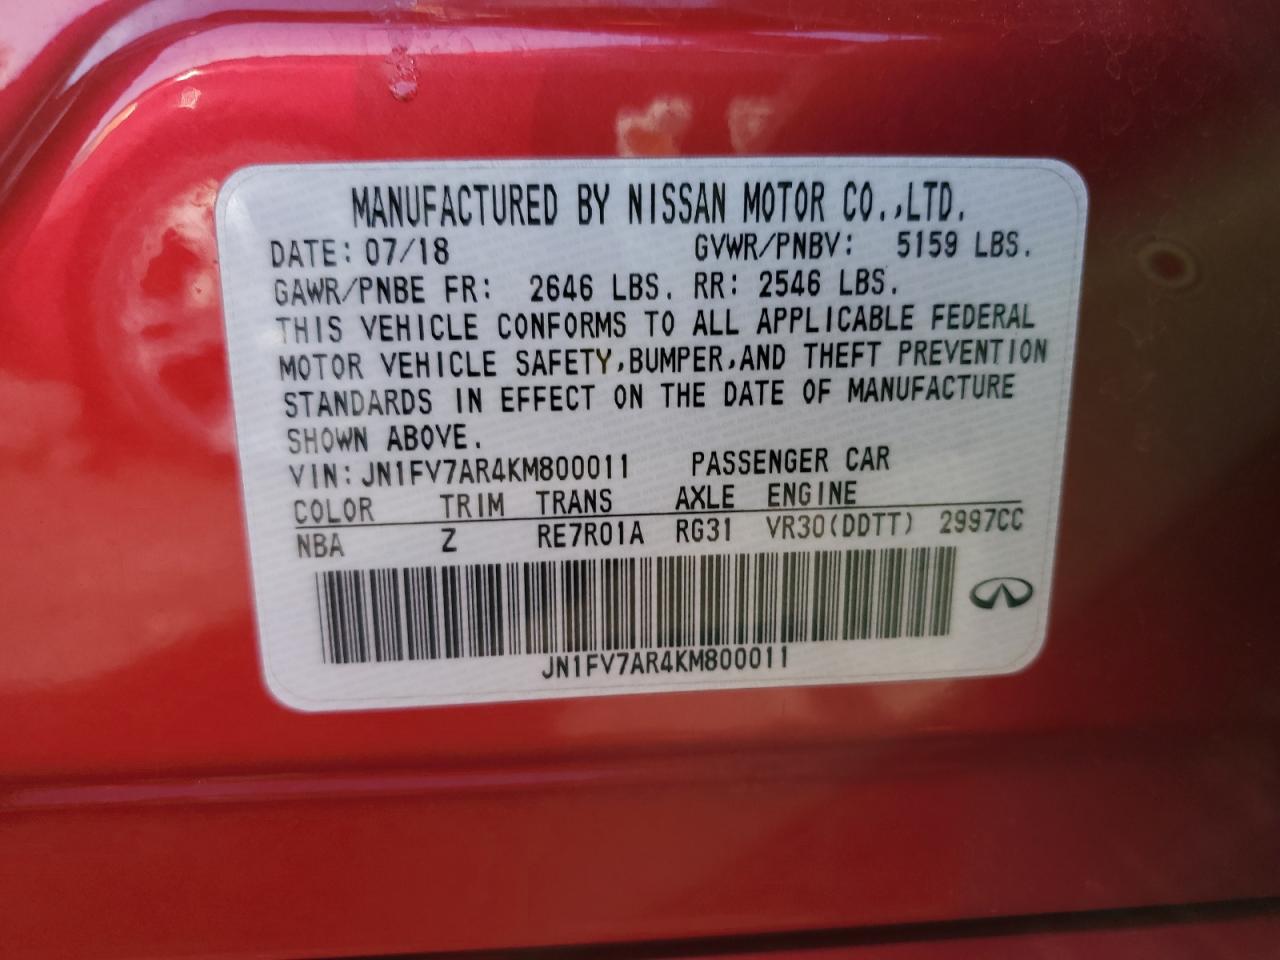 MANUFACTURED BY NISSAN MOTOR CO.,LTD.
DATE: 07/18 GVWR/PNBV: 5159 LBS.
GAWR/PNBE FR: 2646 LBS. RR: 2546 LBS.
THIS VEHICLE CONFORMS TO ALL APPLICABLE FEDERAL
MOTOR VEHICLE SAFETY,BUMPER,AND THEFT PREVENTION
STANDARDS IN EFFECT ON THE DATE OF MANUFACTURE
SHOWN ABOVE.
VIN:JN1FV7AR4KM800011 PASSENGER CAR
COLOR TRIM TRANS AXLE ENGINE
NBA Z RE7R01A RG31 VR30(DDTT) 2997CC
JN1FV7AR4KM800011